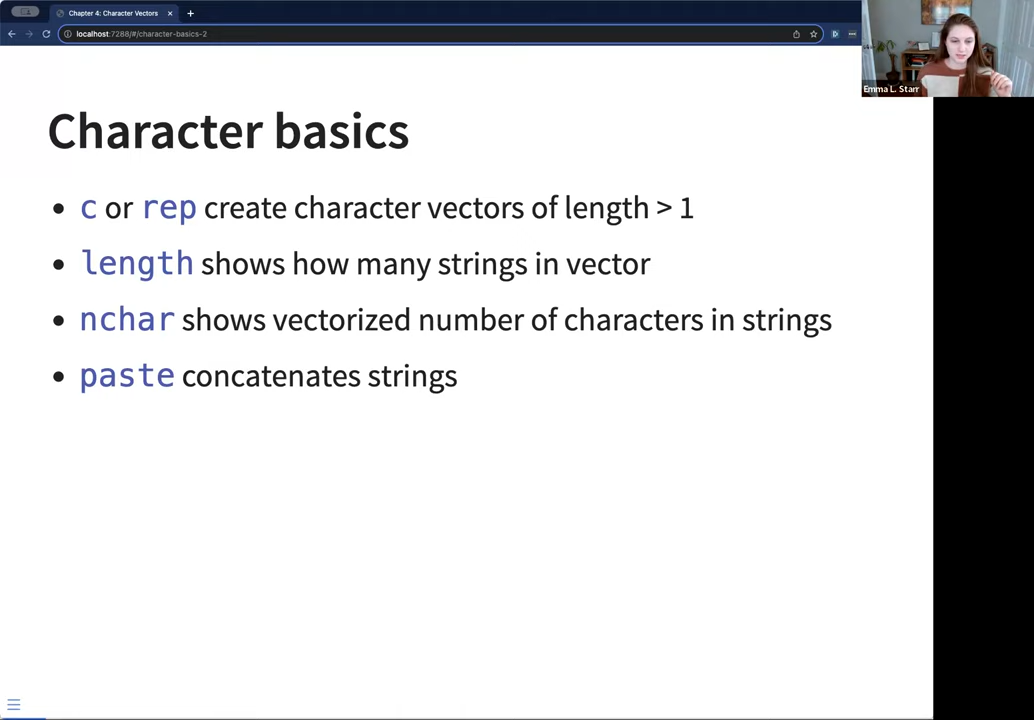 Chapter 4: Character Vectors
localhost:7288/#/character-basics-2
Emma L. Starr
Character basics
• c or rep create character vectors of length > 1
• length shows how many strings in vector
• nchar shows vectorized number of characters in strings
• paste concatenates strings